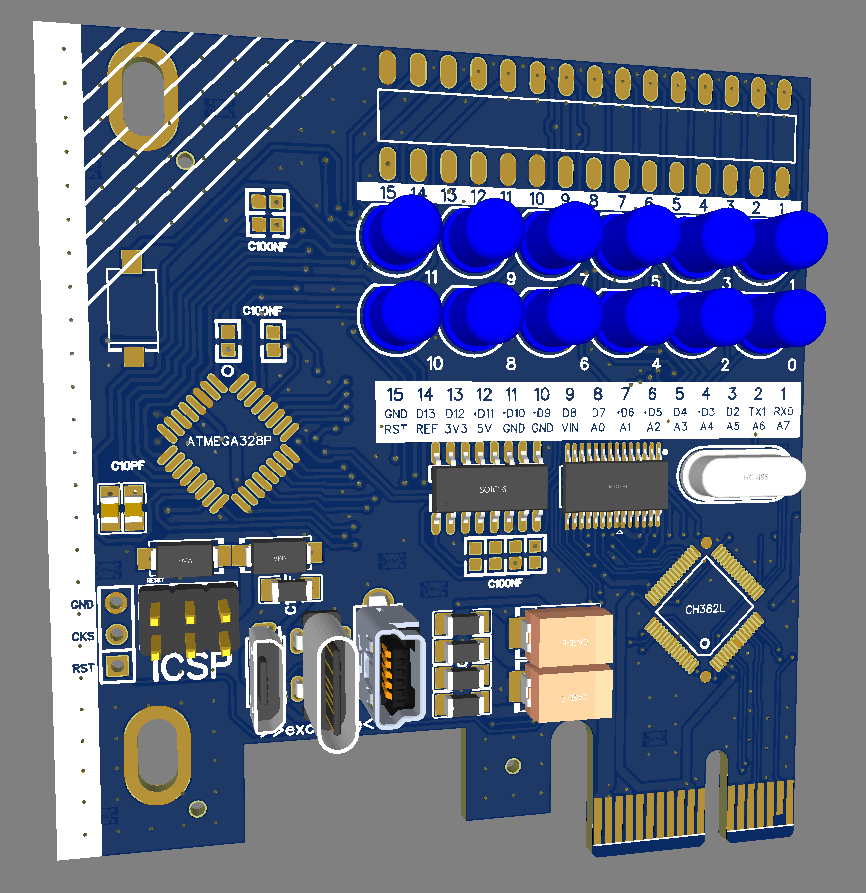 15 14 13 12 11 10 9 8 7 6 5 4 3 2 1
C100NF
11 9 7 5 3 1
C100NF
10 8 6 4 2 0
15 14 13 12 11 10 9 8 7 6 5 4 3 2 1
GND D13 D12 D11 D10 D9 D8 D7 D6 D5 D4 D3 D2 TX1 RX0
RST REF 3V3 5V GND GND VIN A0 A1 A2 A3 A4 A5 A6 A7
ATMEGA328P
C10PF
SOIC16
RESET
C100NF
GND
CKS
RST
CH382L
ICSP
>exc
<